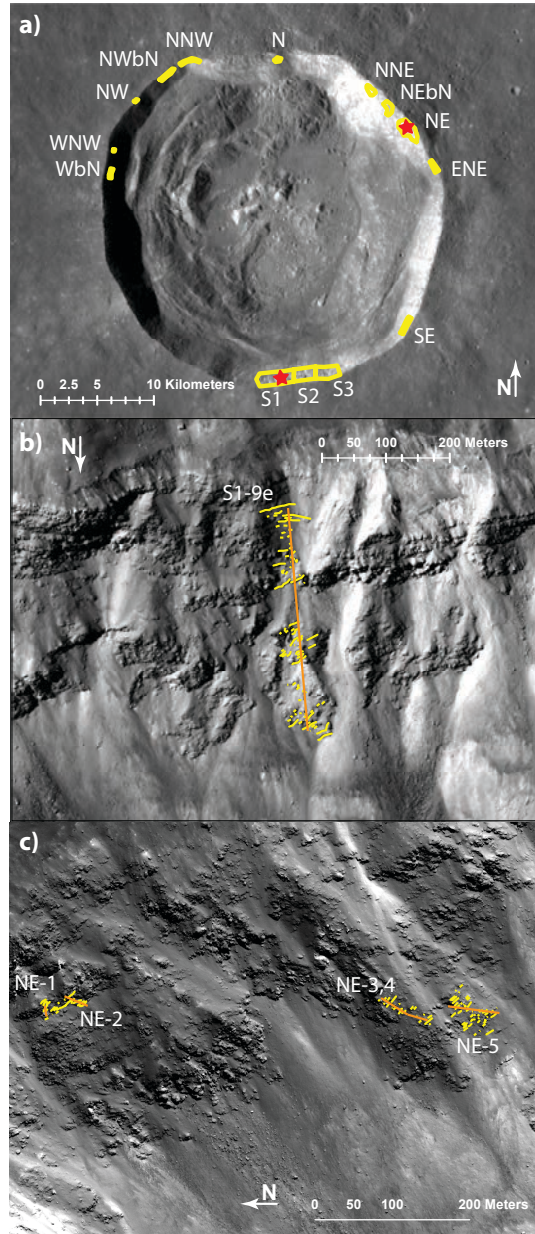 a)
N
NNW
NWbN
NNE
NEbN
NW
NE
WNW
WbN
ENE
SE
0 2.5 5 10 Kilometers
S3
S2
S1
N
b)
N
0 50 100 200 Meters
S1-9e
c)
NE-1
NE-2
NE-3,4
NE-5
N
0 50 100 200 Meters